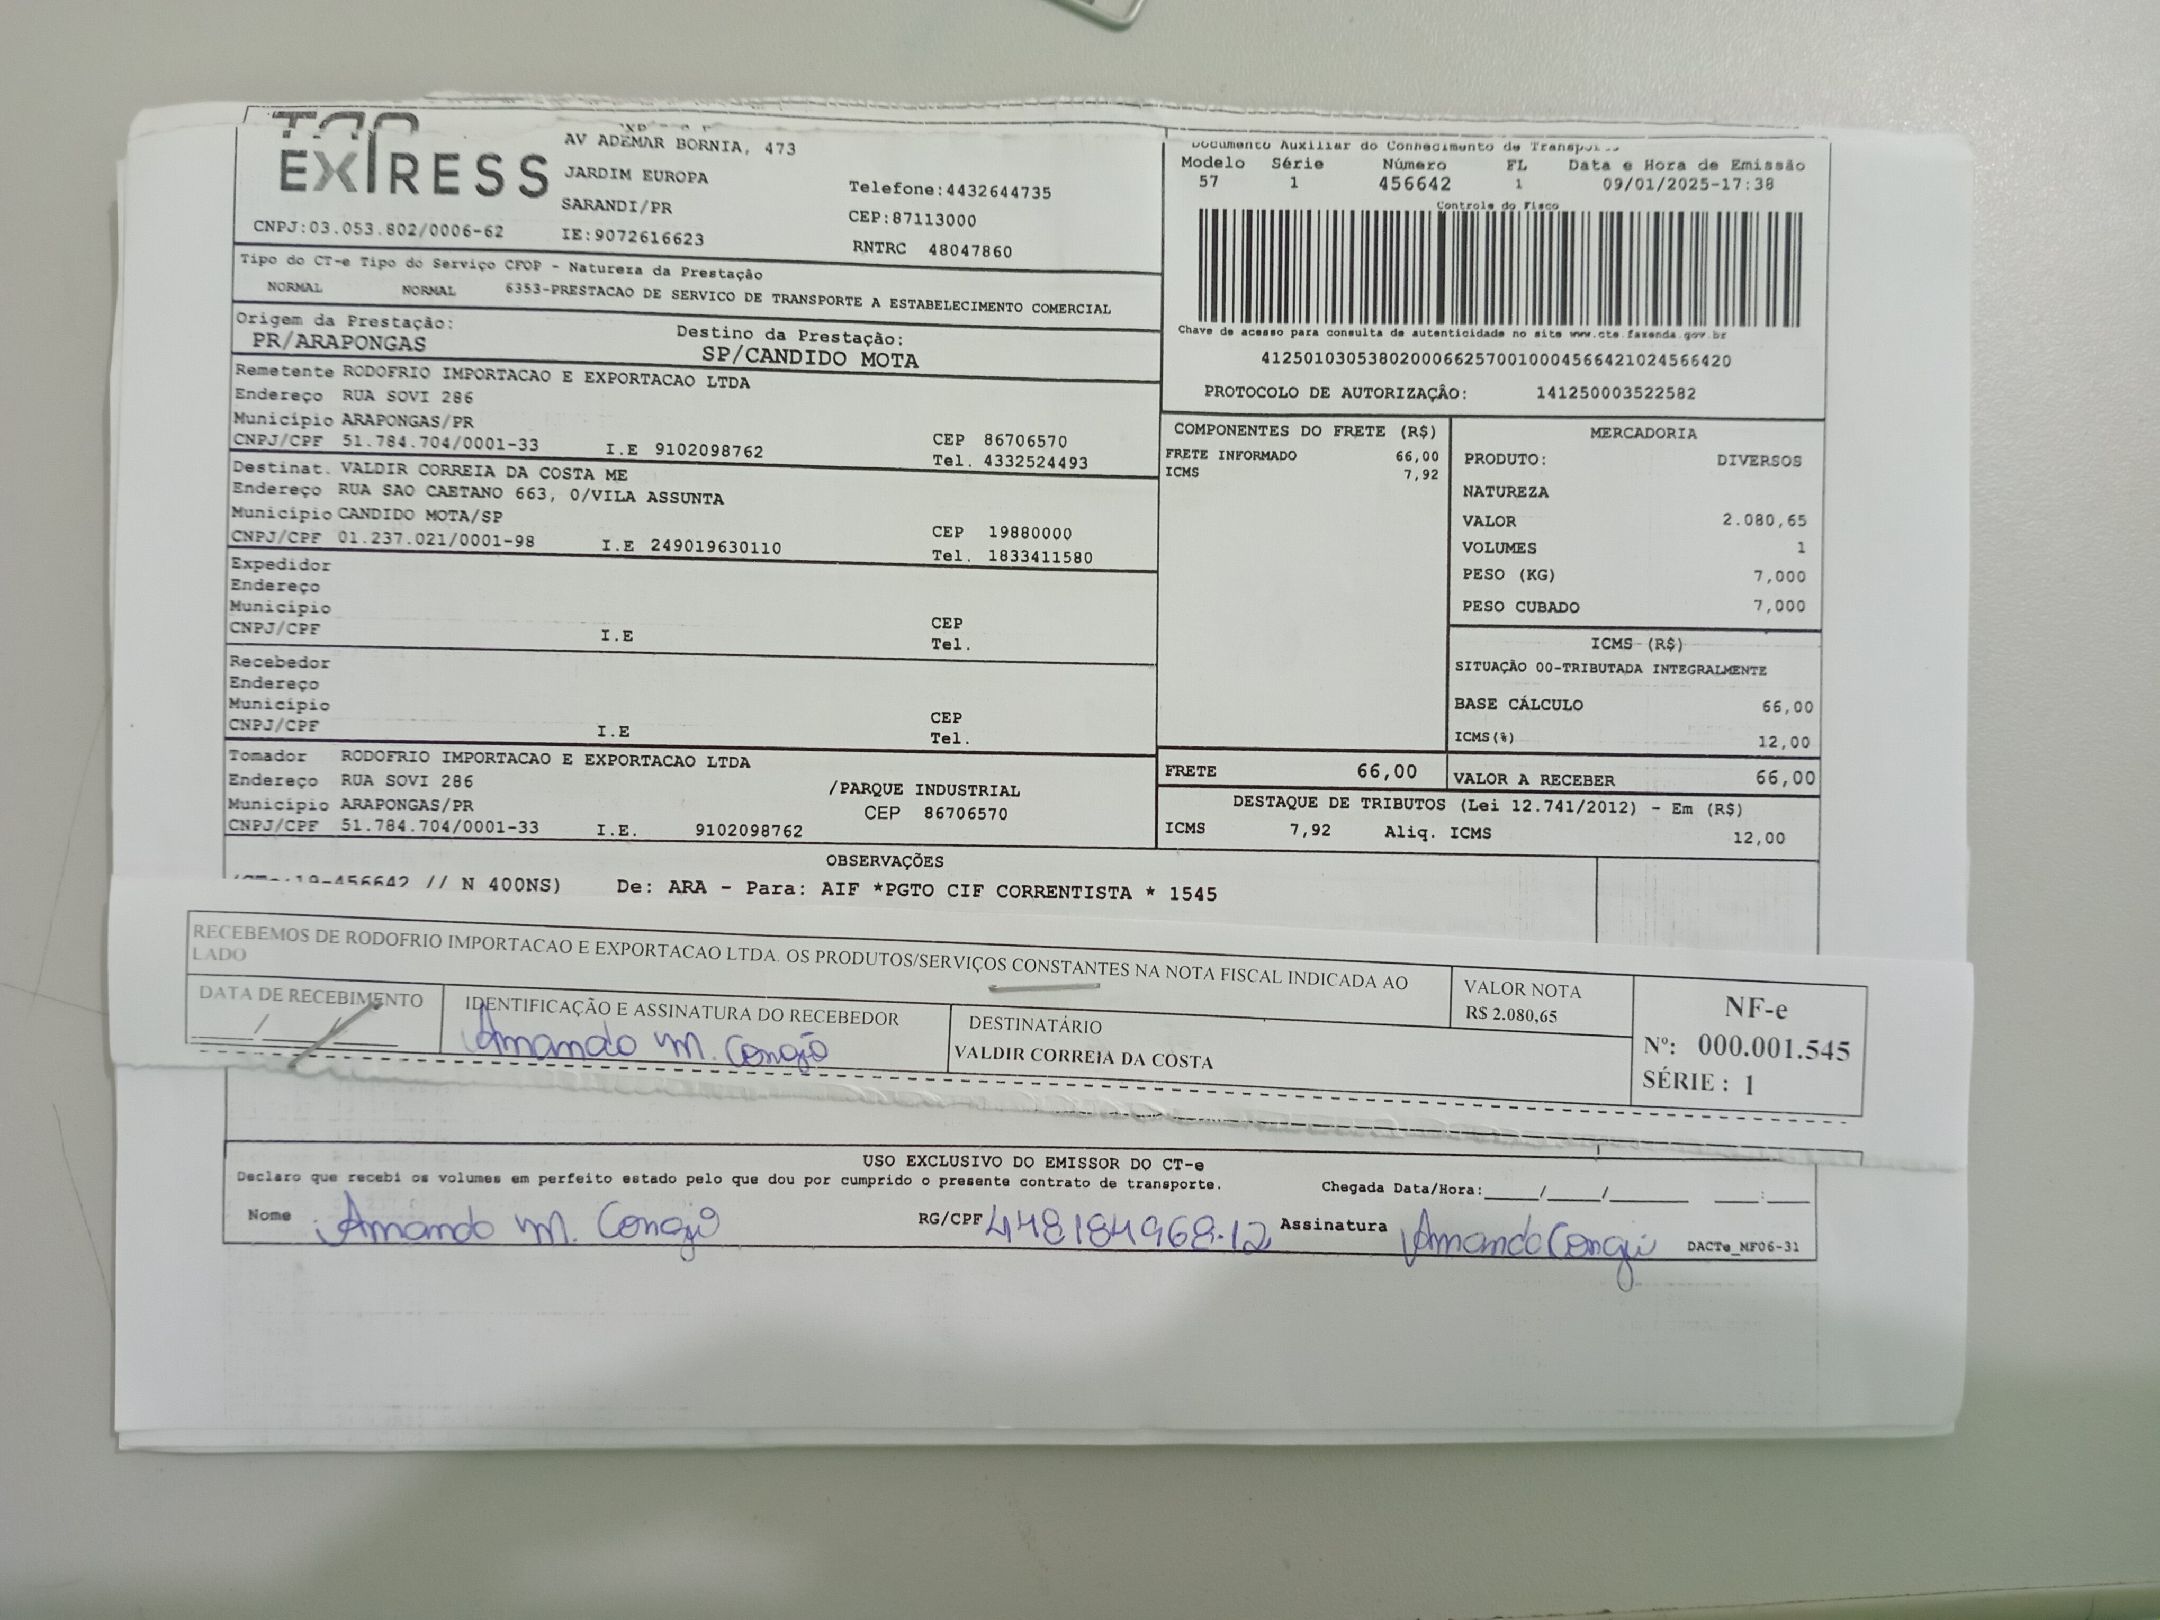 EXPRESS
AV ADEMAR BORNIA, 473
JARDIM EUROPA
Telefone:4432644735
SARANDI/PR
CEP:87113000
CNPJ:03.053.802/0006-62
IE:9072616623
RNTRC 48047860
Documento Auxiliar do Conhecimento de
Modelo Série Número FL Data e Hora de Emissão
57 1 456642 1 09/01/2025-17:38
Controle do Fisco
Chave de acesso para consulta de autenticidade no site www.cte.fazenda.gov.br
41250103053802000662570010004566421024566420
PROTOCOLO DE AUTORIZAÇÃO: 141250003522582
Tipo do CT-e Tipo do Serviço CFOP - Natureza da Prestação
NORMAL NORMAL 6353-PRESTACAO DE SERVICO DE TRANSPORTE A ESTABELECIMENTO COMERCIAL
Origem da Prestação: Destino da Prestação:
PR/ARAPONGAS SP/CANDIDO MOTA
Remetente RODOFRIO IMPORTACAO E EXPORTACAO LTDA
Endereço RUA SOVI 286
Município ARAPONGAS/PR
CNPJ/CPF 51.784.704/0001-33 I.E 9102098762
CEP 86706570
Tel. 4332524493
Destinat. VALDIR CORREIA DA COSTA ME
Endereço RUA SAO CAETANO 663, 0/VILA ASSUNTA
Município CANDIDO MOTA/SP
CNPJ/CPF 01.237.021/0001-98 I.E 249019630110
CEP 19880000
Tel. 1833411580
Expedidor
Endereço
Município
CNPJ/CPF I.E
CEP
Tel.
Recebedor
Endereço
Município
CNPJ/CPF I.E
CEP
Tel.
Tomador RODOFRIO IMPORTACAO E EXPORTACAO LTDA
Endereço RUA SOVI 286 /PARQUE INDUSTRIAL
Município ARAPONGAS/PR CEP 86706570
CNPJ/CPF 51.784.704/0001-33 I.E. 9102098762
COMPONENTES DO FRETE (R$)
FRETE INFORMADO 66,00
ICMS 7,92
MERCADORIA
PRODUTO: DIVERSOS
NATUREZA
VALOR 2.080,65
VOLUMES 1
PESO (KG) 7,000
PESO CUBADO 7,000
ICMS (R$)
SITUAÇÃO 00-TRIBUTADA INTEGRALMENTE
BASE CÁLCULO 66,00
ICMS(%) 12,00
FRETE 66,00 VALOR A RECEBER 66,00
DESTAQUE DE TRIBUTOS (Lei 12.741/2012) - Em (R$)
ICMS 7,92 Aliq. ICMS 12,00
OBSERVAÇÕES
19-456642 // N 400NS) De: ARA - Para: AIF *PGTO CIF CORRENTISTA * 1545
RECEBEMOS DE RODOFRIO IMPORTACAO E EXPORTACAO LTDA. OS PRODUTOS/SERVIÇOS CONSTANTES NA NOTA FISCAL INDICADA AO
LADO
VALOR NOTA
R$ 2.080,65
NF-e
Nº: 000.001.545
SÉRIE : 1
DATA DE RECEBIMENTO
___/___/___
IDENTIFICAÇÃO E ASSINATURA DO RECEBEDOR
Amando M.
DESTINATÁRIO
VALDIR CORREIA DA COSTA
USO EXCLUSIVO DO EMISSOR DO CT-e
Declaro que recebi os volumes em perfeito estado pelo que dou por cumprido o presente contrato de transporte.
Chegada Data/Hora:____/____/______ ___:___
Nome Amando M. RG/CPF 448184968-12 Assinatura Amando
DACTe_MF06-31